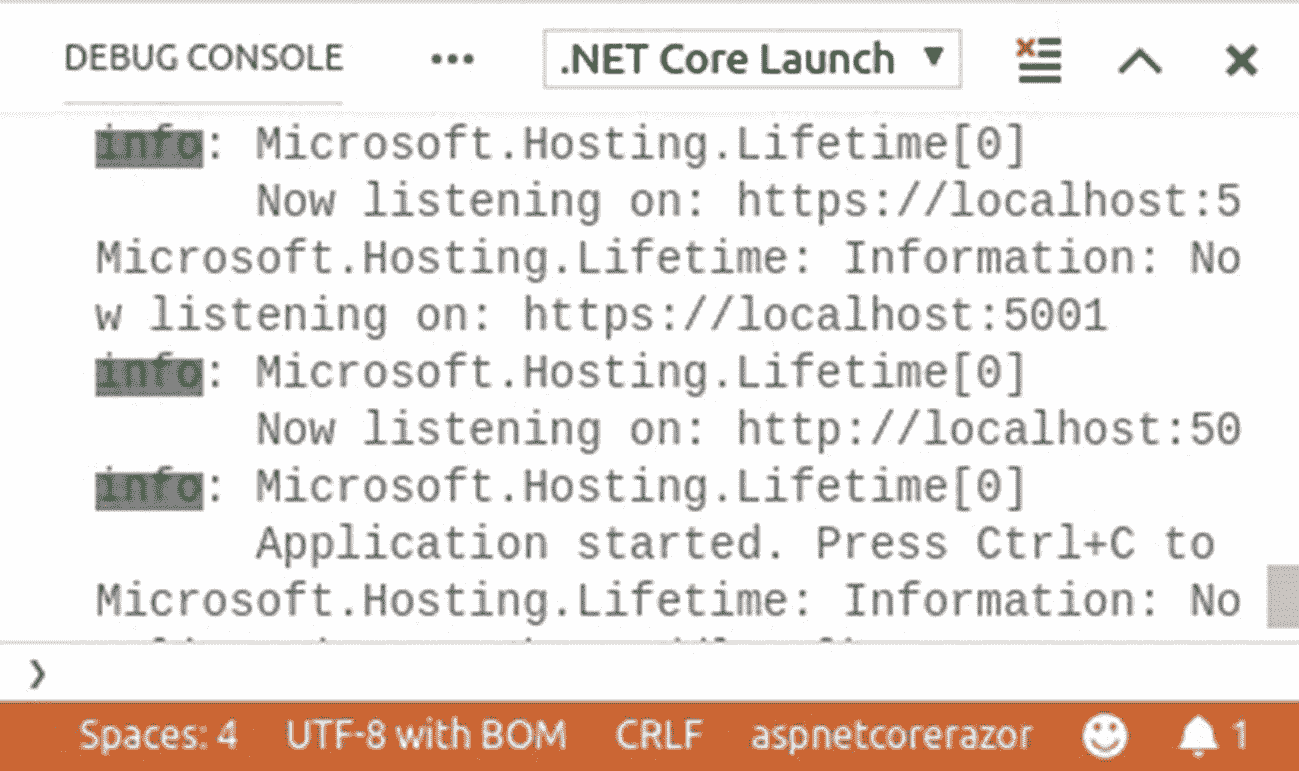 DEBUG CONSOLE ... .NET Core Launch
info: Microsoft.Hosting.Lifetime[0]
Now listening on: https://localhost:5
Microsoft.Hosting.Lifetime: Information: No
w listening on: https://localhost:5001
info: Microsoft.Hosting.Lifetime[0]
Now listening on: http://localhost:50
info: Microsoft.Hosting.Lifetime[0]
Application started. Press Ctrl+C to
Microsoft.Hosting.Lifetime: Information: No
Spaces: 4 UTF-8 with BOM CRLF aspnetcorerazor 1